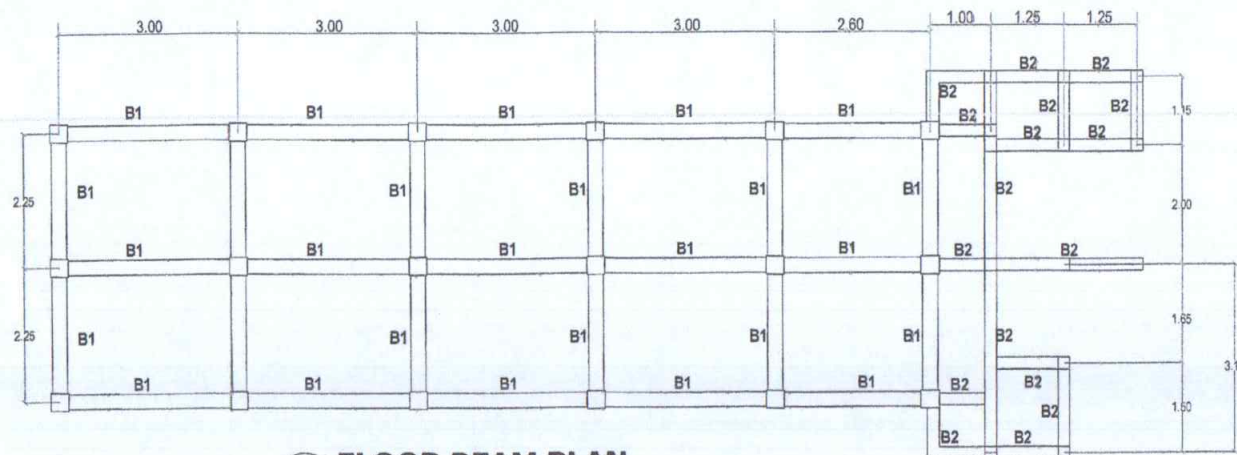 3.00 3.00 3.00 3.00 2.60 1.00 1.25 1.25
B2 B2
B2 B2 B2 1.15
B1 B1 B1 B1 B1 B2
B2 B2
B1 B1 B1 B1 B1 B2
2.25 2.00
B1 B1 B1 B1 B1 B2 B2
2.25 B1 B1 B1 B1 B1 B2 1.65
B1 B1 B1 B1 B1 B2 B2
B2
B2 B2
FLOOR BEAM PLAN